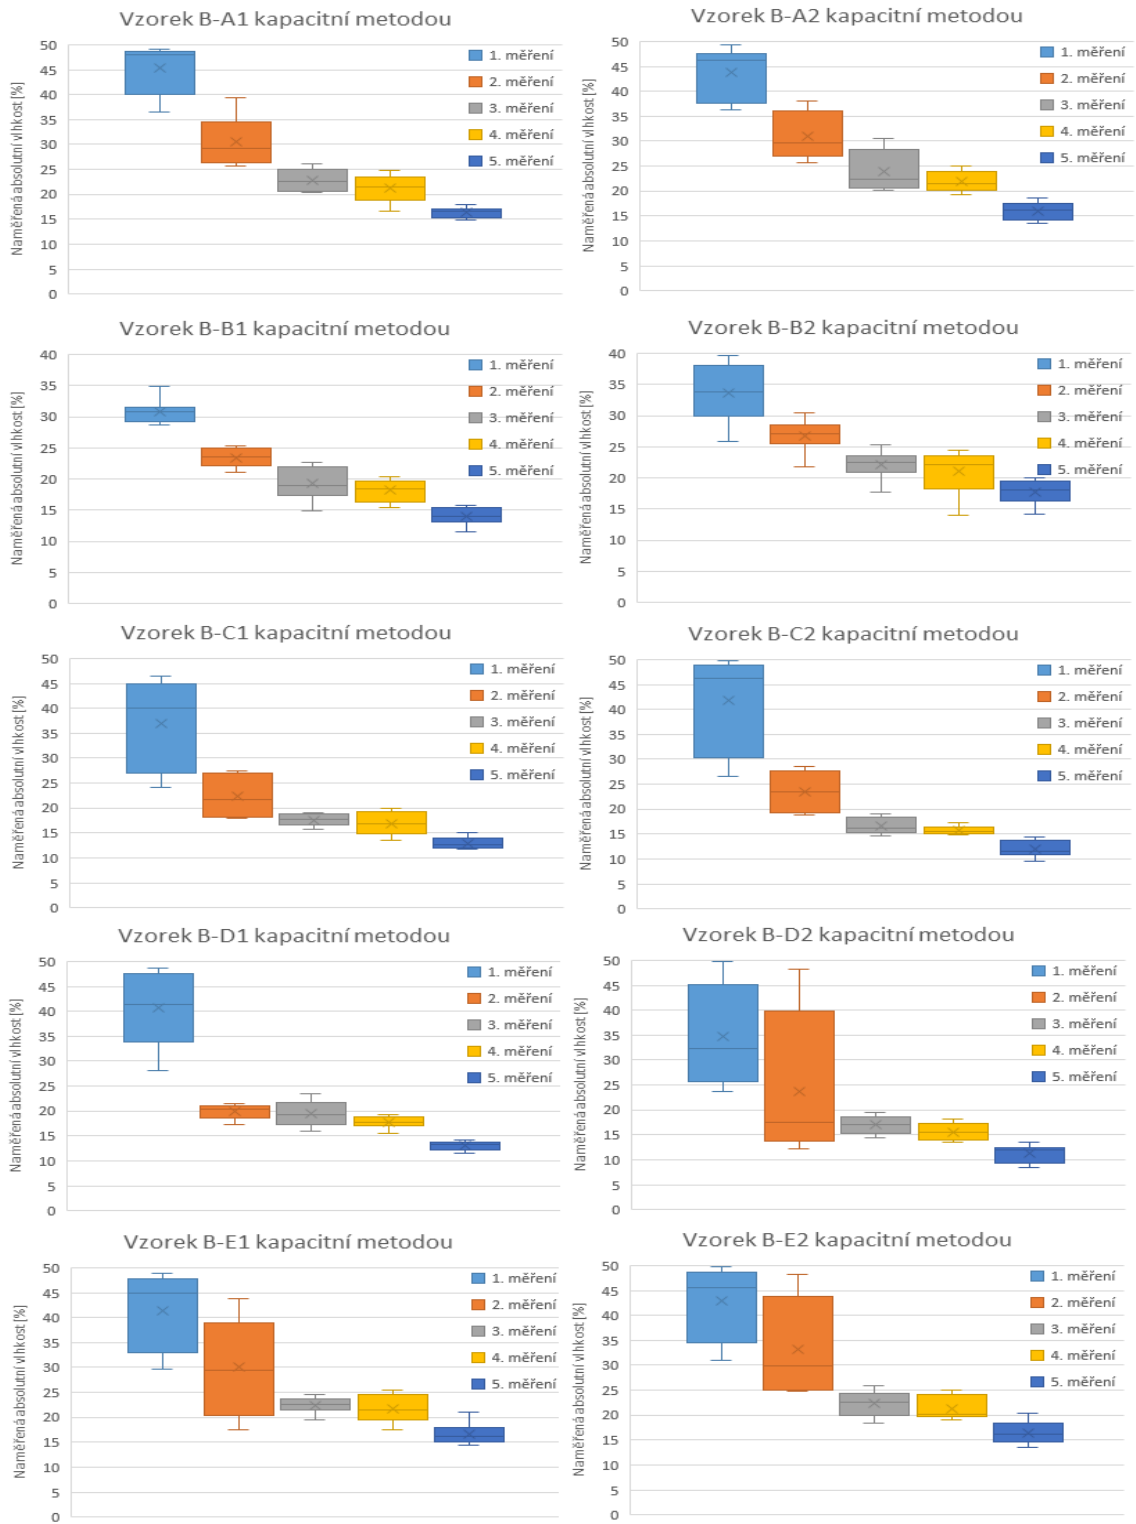 Vzorek B-A1 kapacitní metodou
Naměřená absolutní vlhkost [%]
50
45
40
35
30
25
20
15
10
5
0
1. měření
2. měření
3. měření
4. měření
5. měření
Vzorek B-A2 kapacitní metodou
Naměřená absolutní vlhkost [%]
50
45
40
35
30
25
20
15
10
5
0
1. měření
2. měření
3. měření
4. měření
5. měření
Vzorek B-B1 kapacitní metodou
Naměřená absolutní vlhkost [%]
40
35
30
25
20
15
10
5
0
1. měření
2. měření
3. měření
4. měření
5. měření
Vzorek B-B2 kapacitní metodou
Naměřená absolutní vlhkost [%]
40
35
30
25
20
15
10
5
0
1. měření
2. měření
3. měření
4. měření
5. měření
Vzorek B-C1 kapacitní metodou
Naměřená absolutní vlhkost [%]
50
45
40
35
30
25
20
15
10
5
0
1. měření
2. měření
3. měření
4. měření
5. měření
Vzorek B-C2 kapacitní metodou
Naměřená absolutní vlhkost [%]
50
45
40
35
30
25
20
15
10
5
0
1. měření
2. měření
3. měření
4. měření
5. měření
Vzorek B-D1 kapacitní metodou
Naměřená absolutní vlhkost [%]
50
45
40
35
30
25
20
15
10
5
0
1. měření
2. měření
3. měření
4. měření
5. měření
Vzorek B-D2 kapacitní metodou
Naměřená absolutní vlhkost [%]
50
45
40
35
30
25
20
15
10
5
0
1. měření
2. měření
3. měření
4. měření
5. měření
Vzorek B-E1 kapacitní metodou
Naměřená absolutní vlhkost [%]
50
45
40
35
30
25
20
15
10
5
0
1. měření
2. měření
3. měření
4. měření
5. měření
Vzorek B-E2 kapacitní metodou
Naměřená absolutní vlhkost [%]
50
45
40
35
30
25
20
15
10
5
0
1. měření
2. měření
3. měření
4. měření
5. měření